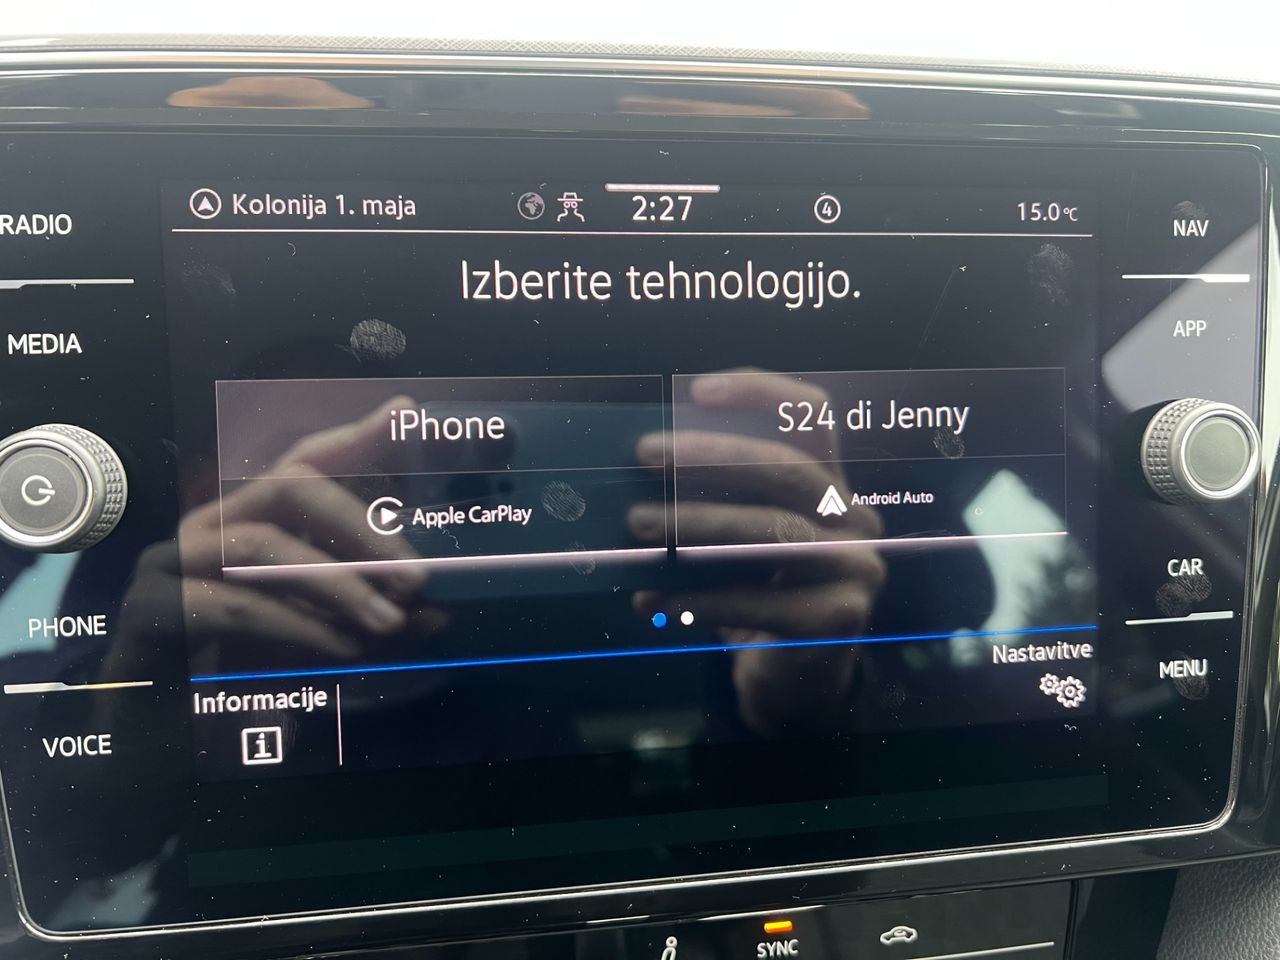 RADIO
MEDIA
PHONE
VOICE
Kolonija 1. maja
2:27
4
15.0°C
Izberite tehnologijo.
iPhone
Apple CarPlay
S24 di Jenny
Android Auto
Nastavitve
Informacije
i
NAV
APP
CAR
MENU
SYNC